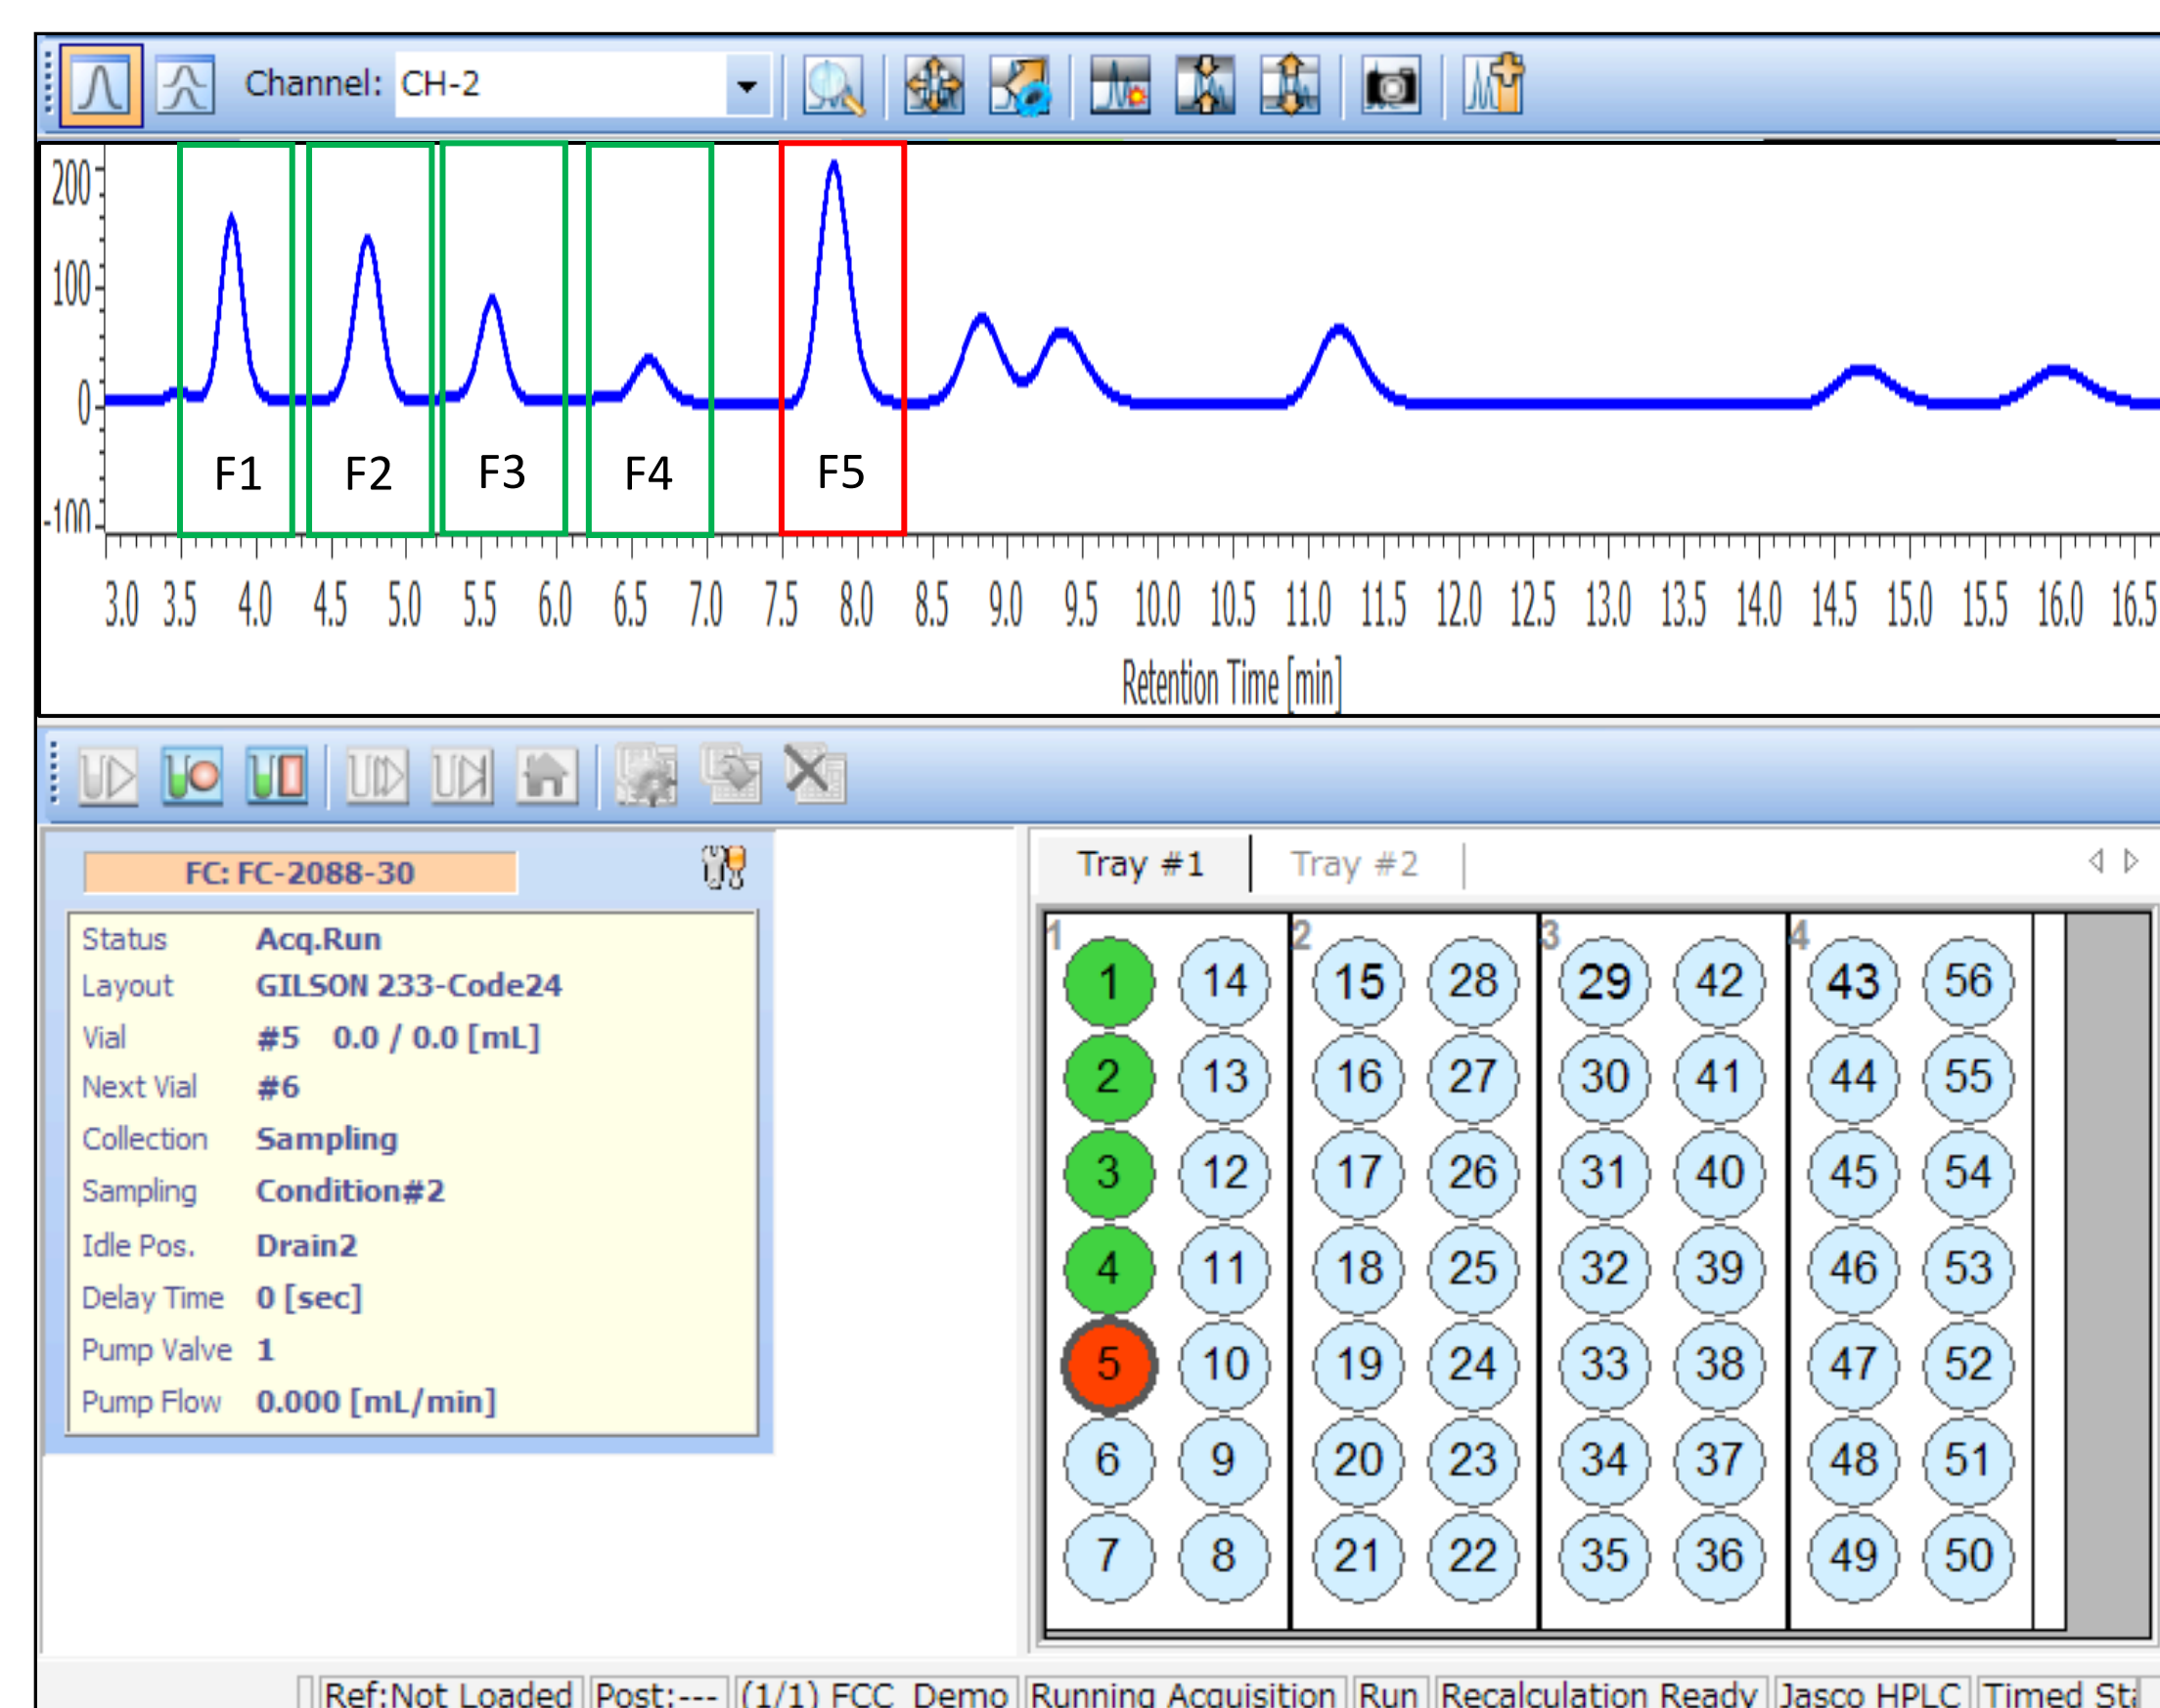 Channel: CH-2
200
100
0
-100
F1 F2 F3 F4 F5
3.0 3.5 4.0 4.5 5.0 5.5 6.0 6.5 7.0 7.5 8.0 8.5 9.0 9.5 10.0 10.5 11.0 11.5 12.0 12.5 13.0 13.5 14.0 14.5 15.0 15.5 16.0 16.5
Retention Time [min]
FC: FC-2088-30
Status Acq.Run
Layout GILSON 233-Code24
Vial #5 0.0 / 0.0 [mL]
Next Vial #6
Collection Sampling
Sampling Condition#2
Idle Pos. Drain2
Delay Time 0 [sec]
Pump Valve 1
Pump Flow 0.000 [mL/min]
Tray #1 Tray #2
1 2 3 4
1 14 15 28 29 42 43 56
2 13 16 27 30 41 44 55
3 12 17 26 31 40 45 54
4 11 18 25 32 39 46 53
5 10 19 24 33 38 47 52
6 9 20 23 34 37 48 51
7 8 21 22 35 36 49 50
Ref:Not Loaded Post:--- (1/1) FCC_Demo Running Acquisition Run Recalculation Ready Jasco HPLC Timed